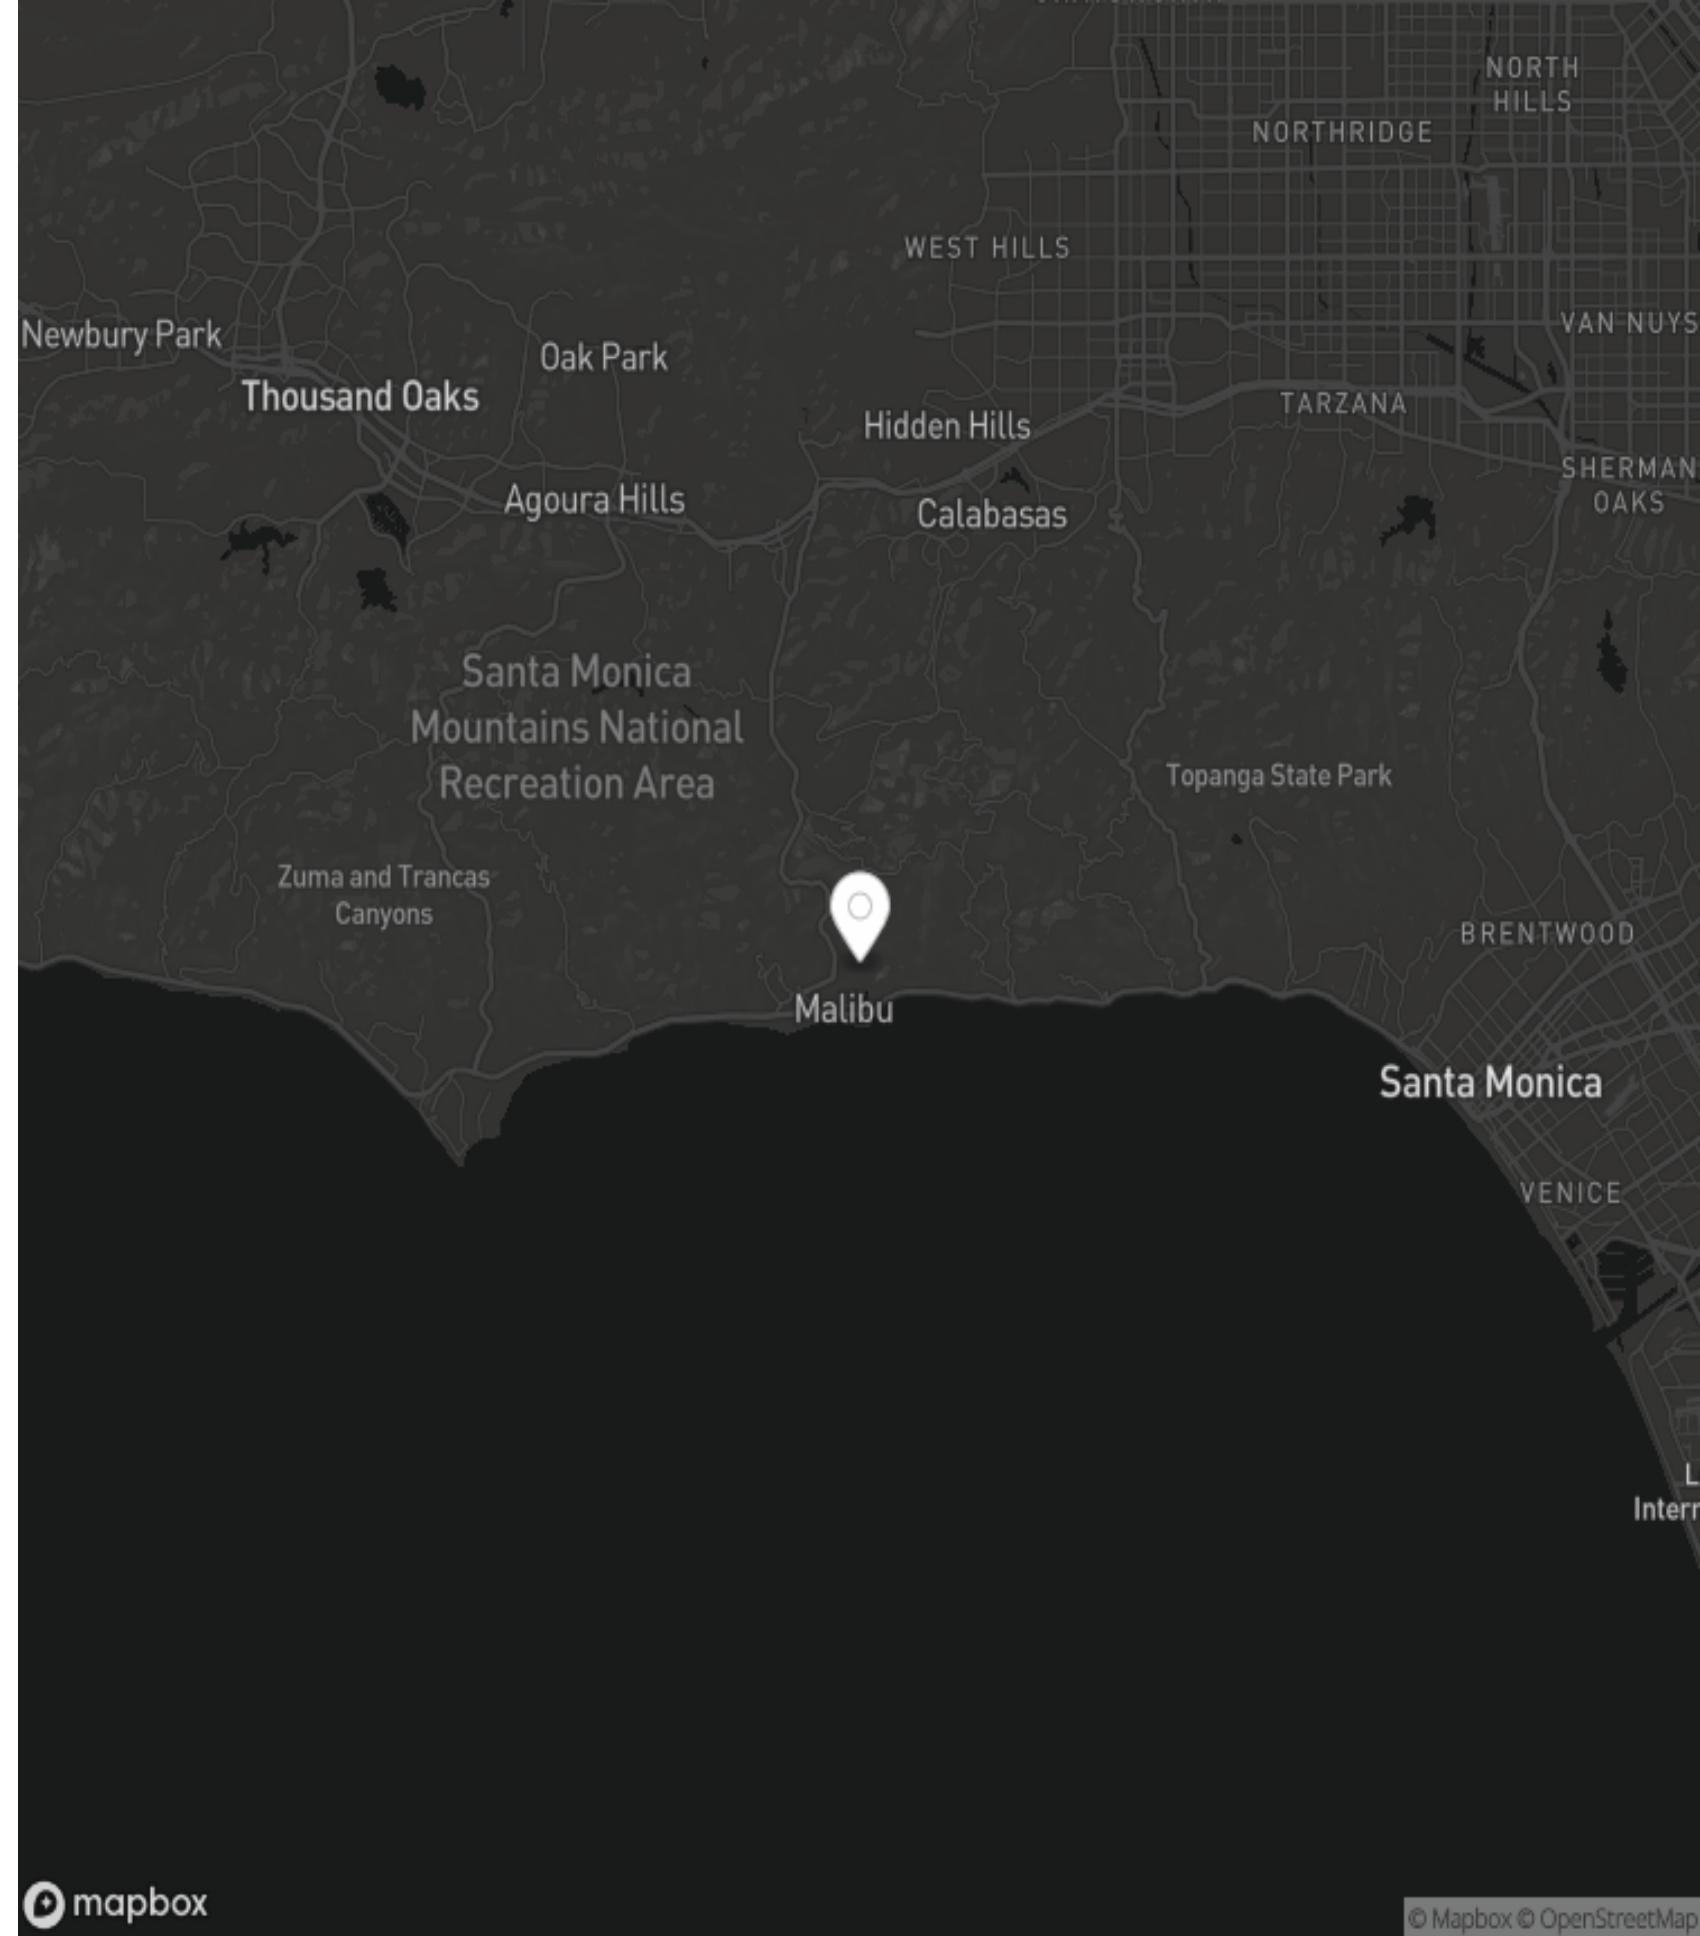 NORTH
HILLS
NORTHRIDGE
WEST HILLS
VAN NUYS
Newbury Park
Oak Park
Thousand Oaks
TARZANA
Hidden Hills
SHERMAN
OAKS
Agoura Hills
Calabasas
Santa Monica
Mountains National
Recreation Area
Topanga State Park
Zuma and Trancas
Canyons
BRENTWOOD
Malibu
Santa Monica
VENICE
L
Intern
mapbox
© Mapbox © OpenStreetMap